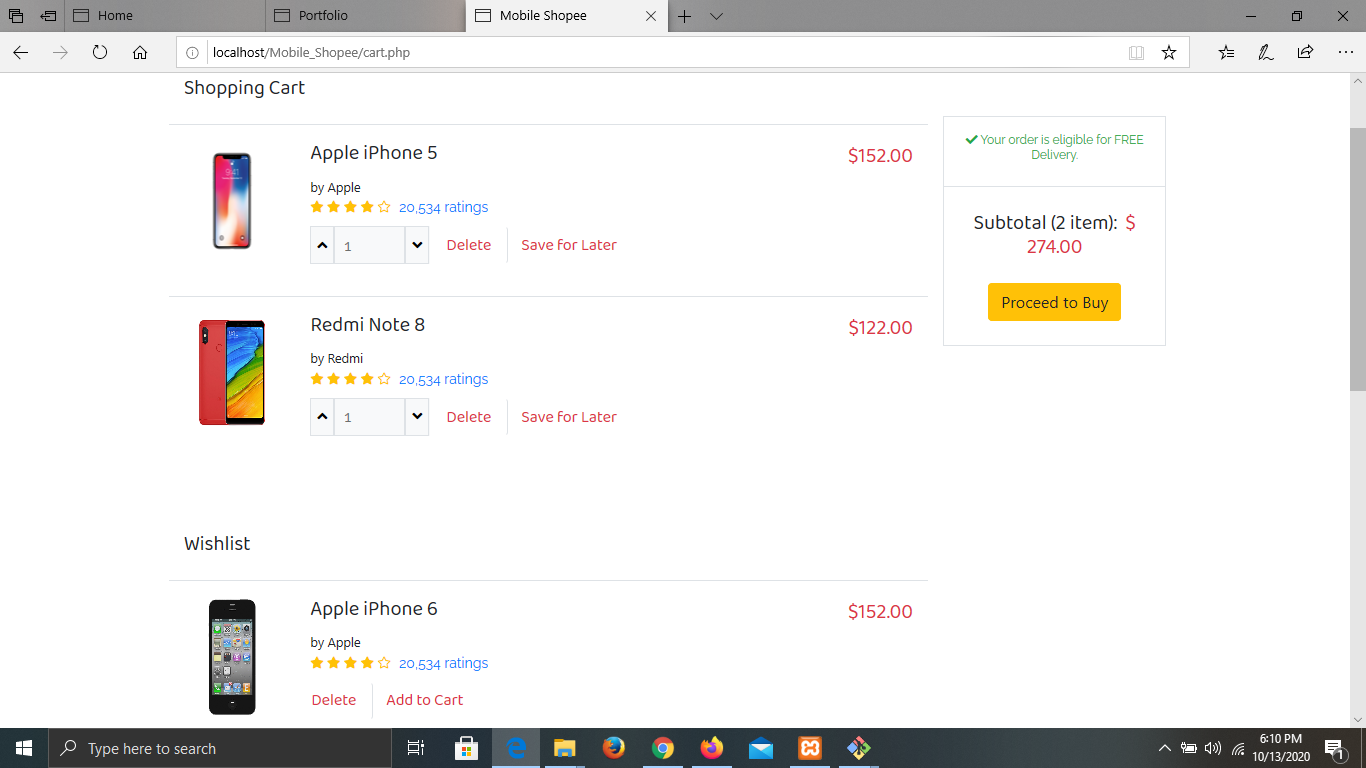 Home
Portfolio
Mobile Shopee
localhost/Mobile_Shopee/cart.php
Shopping Cart
Apple iPhone 5
$152.00
by Apple
20,534 ratings
1
Delete
Save for Later
Redmi Note 8
$122.00
by Redmi
20,534 ratings
1
Delete
Save for Later
Your order is eligible for FREE
Delivery.
Subtotal (2 item): $
274.00
Proceed to Buy
Wishlist
Apple iPhone 6
$152.00
by Apple
20,534 ratings
Delete
Add to Cart
Type here to search
6:10 PM
10/13/2020
1